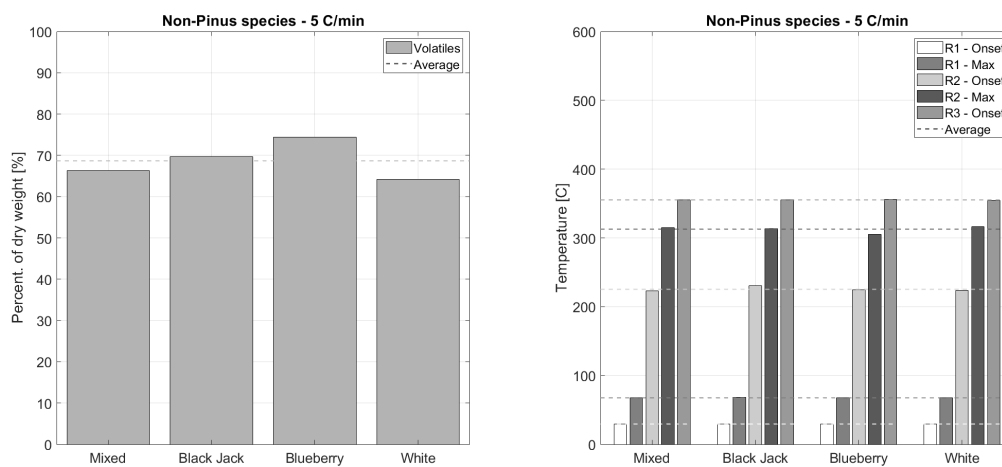 Non-Pinus species - 5 C/min
100
90
80
70
60
50
40
30
20
10
0
Percent. of dry weight [%]
Volatiles
Average
Mixed
Black Jack
Blueberry
White
Non-Pinus species - 5 C/min
600
500
400
300
200
100
0
Temperature [C]
R1 - Onset
R1 - Max
R2 - Onset
R2 - Max
R3 - Onset
Average
Mixed
Black Jack
Blueberry
White